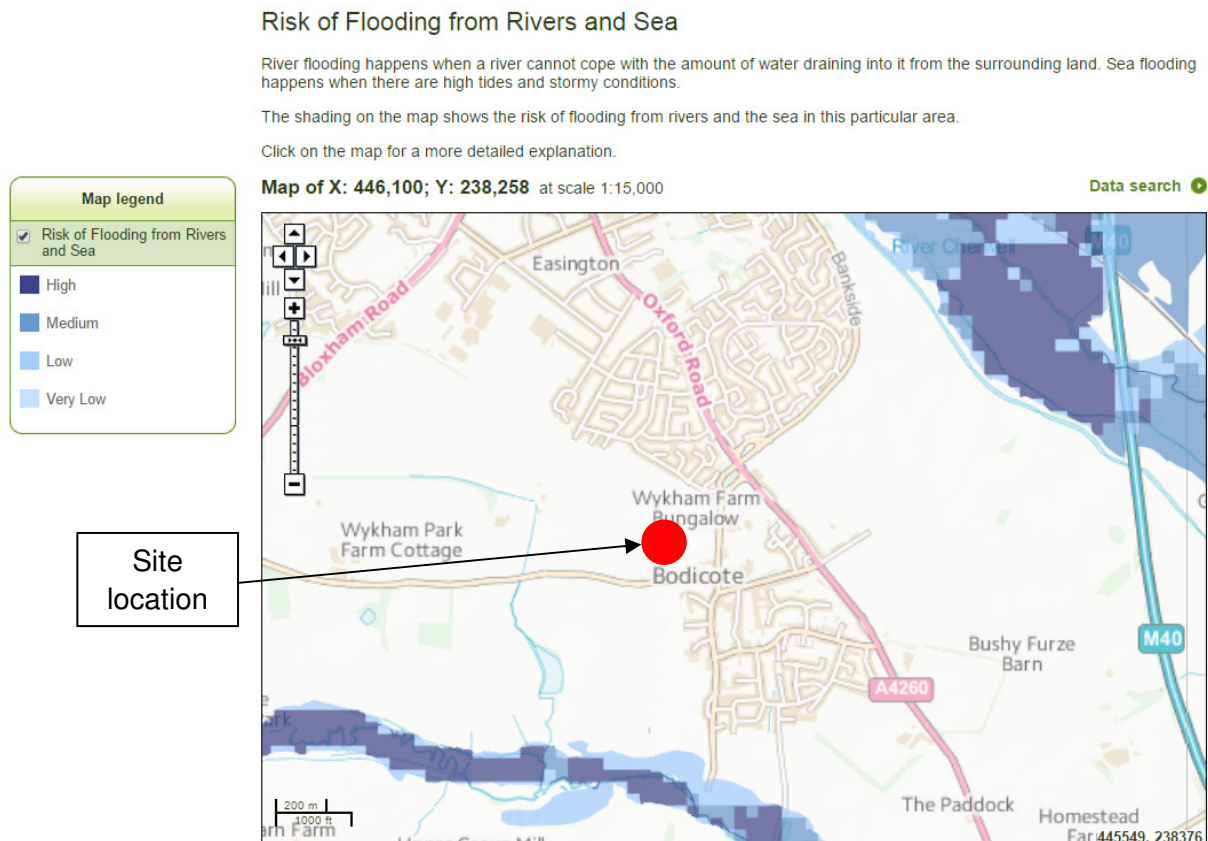 Risk of Flooding from Rivers and Sea
River flooding happens when a river cannot cope with the amount of water draining into it from the surrounding land. Sea flooding
happens when there are high tides and stormy conditions.
The shading on the map shows the risk of flooding from rivers and the sea in this particular area.
Click on the map for a more detailed explanation.
Map of X: 446,100; Y: 238,258 at scale 1:15,000
Data search
Map legend
Risk of Flooding from Rivers
and Sea
High
Medium
Low
Very Low
River Cherwell
M40
Easington
Bankside
Bloxham Road
Oxford Road
Wykham Farm
Bungalow
Wykham Park
Farm Cottage
Site
location
Bodicote
Bushy Furze
Barn
M40
A4260
The Paddock
Homestead
200 m
1000 ft
Farm
445549, 238376